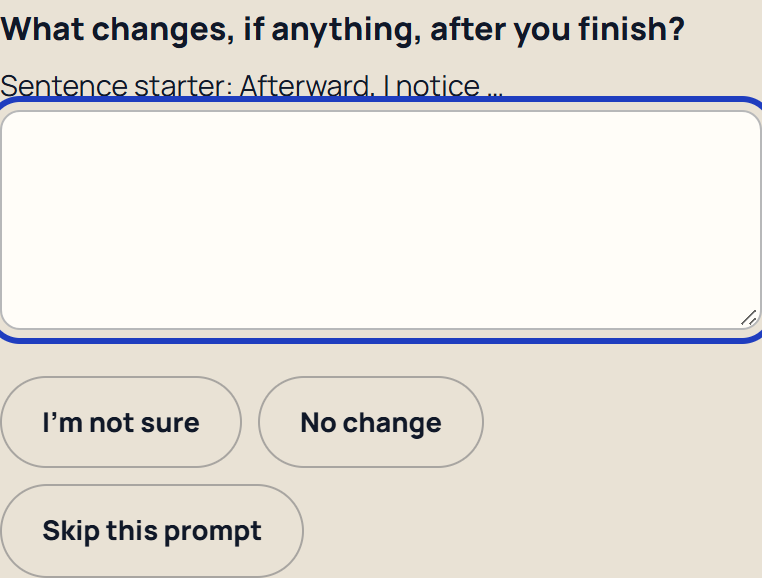 What changes, if anything, after you finish?
Sentence starter: Afterward, I notice ...
I’m not sure
No change
Skip this prompt